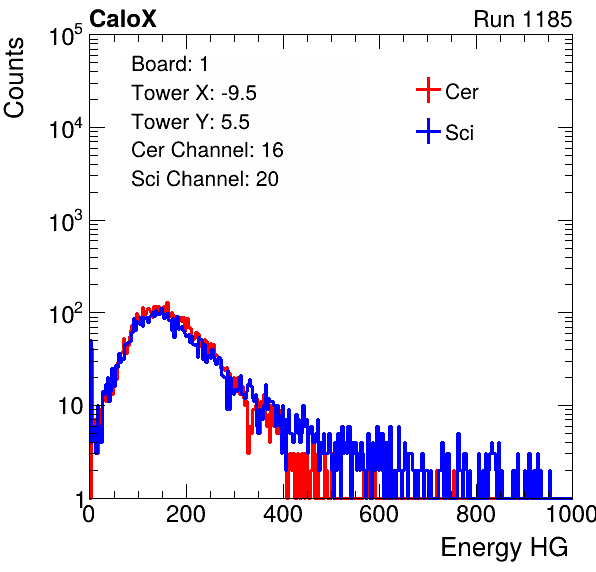 CaloX Run 1185
Counts
Board: 1
Tower X: -9.5
Tower Y: 5.5
Cer Channel: 16
Sci Channel: 20
Cer
Sci
10^5
10^4
10^3
10^2
10
1
0 200 400 600 800 1000
Energy HG